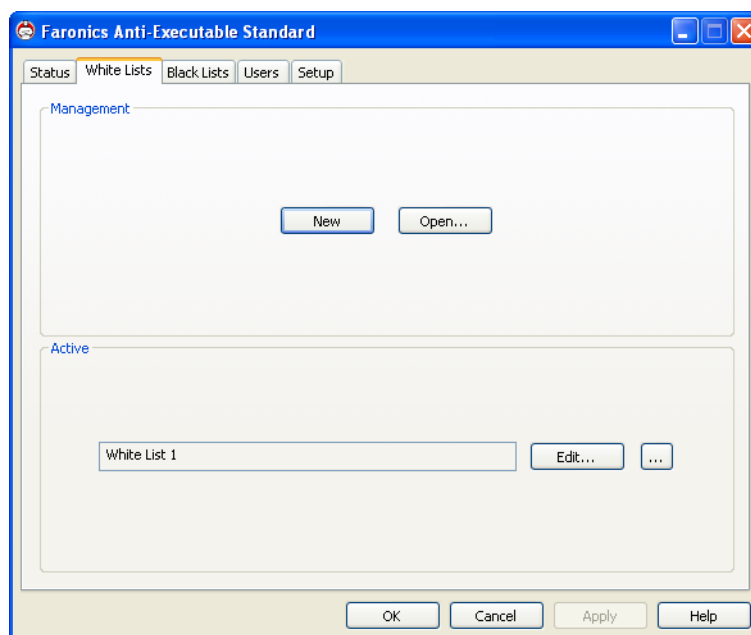 Faronics Anti-Executable Standard
Status White Lists Black Lists Users Setup
Management
New Open...
Active
White List 1 Edit... ...
OK Cancel Apply Help